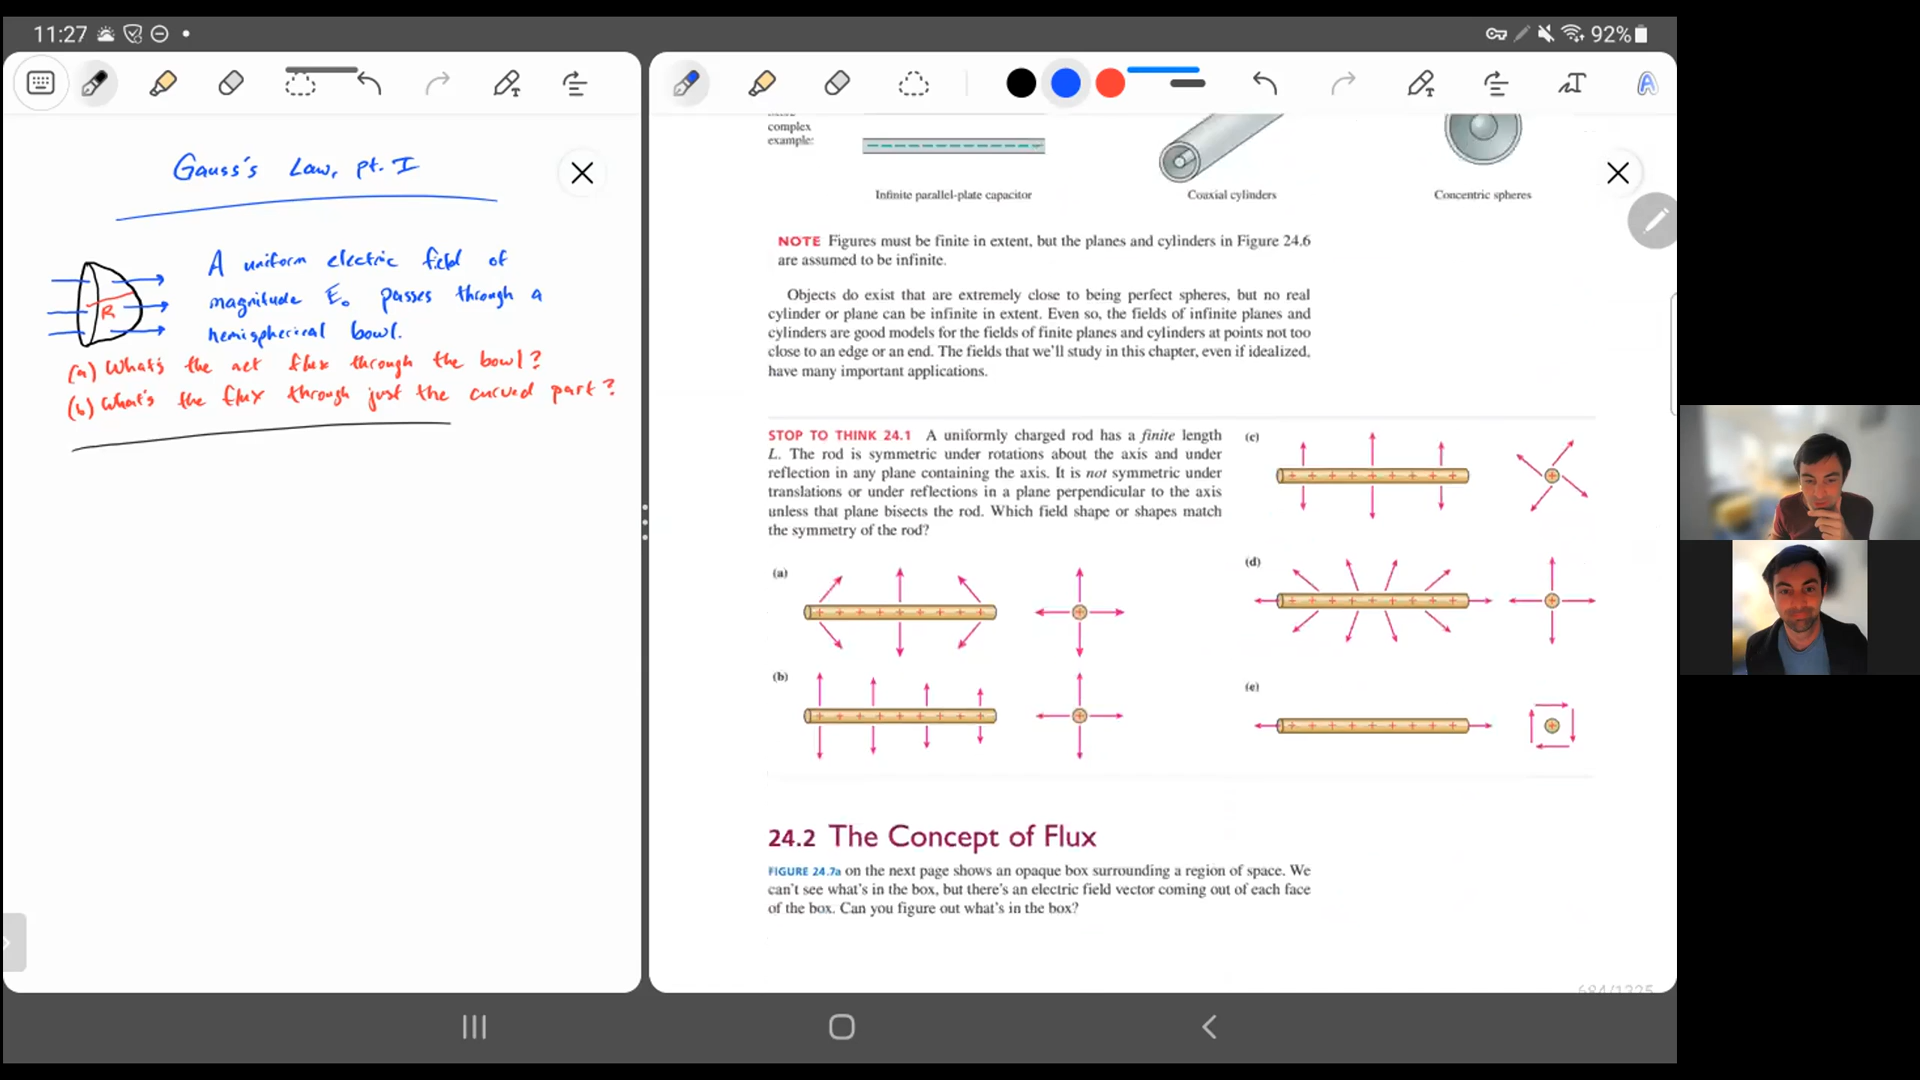 11:27
92%
Gauss's Law, pt. I
A uniform electric field of
magnitude E₀ passes through a
hemispherical bowl.
R
(a) What's the net flux through the bowl?
(b) What's the flux through just the curved part?
complex
example:
Infinite parallel-plate capacitor
Coaxial cylinders
Concentric spheres
NOTE Figures must be finite in extent, but the planes and cylinders in Figure 24.6
are assumed to be infinite.
Objects do exist that are extremely close to being perfect spheres, but no real
cylinder or plane can be infinite in extent. Even so, the fields of infinite planes and
cylinders are good models for the fields of finite planes and cylinders at points not too
close to an edge or an end. The fields that we'll study in this chapter, even if idealized,
have many important applications.
STOP TO THINK 24.1 A uniformly charged rod has a finite length
L. The rod is symmetric under rotations about the axis and under
reflection in any plane containing the axis. It is not symmetric under
translations or under reflections in a plane perpendicular to the axis
unless that plane bisects the rod. Which field shape or shapes match
the symmetry of the rod?
(a)
(b)
(c)
(d)
(e)
24.2 The Concept of Flux
FIGURE 24.7a on the next page shows an opaque box surrounding a region of space. We
can't see what's in the box, but there's an electric field vector coming out of each face
of the box. Can you figure out what's in the box?
684/1325